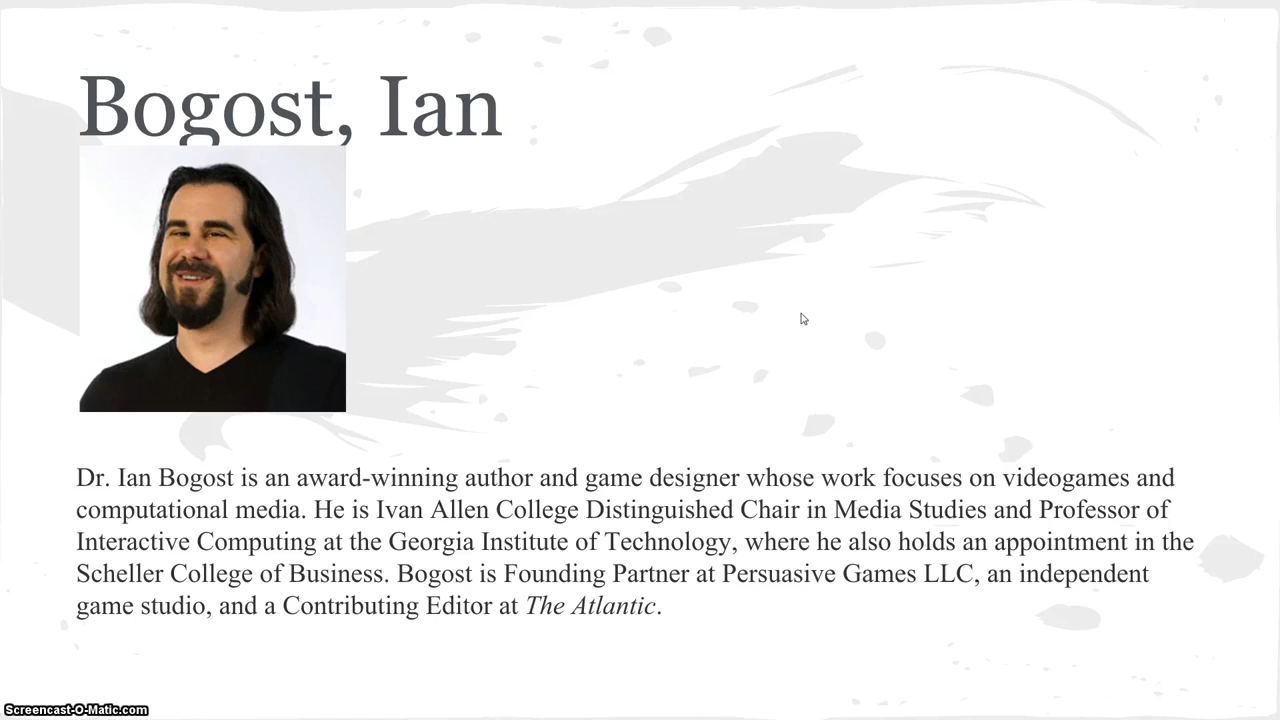 Bogost, Ian
Dr. Ian Bogost is an award-winning author and game designer whose work focuses on videogames and
computational media. He is Ivan Allen College Distinguished Chair in Media Studies and Professor of
Interactive Computing at the Georgia Institute of Technology, where he also holds an appointment in the
Scheller College of Business. Bogost is Founding Partner at Persuasive Games LLC, an independent
game studio, and a Contributing Editor at The Atlantic.
Screencast-O-Matic.com